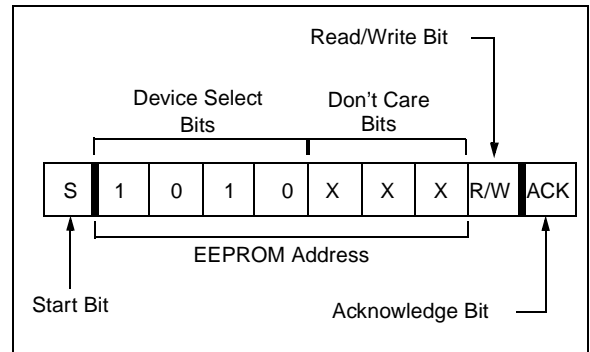 Read/Write Bit
Device Select
Bits
Don't Care
Bits
S 1 0 1 0 X X X R/W ACK
EEPROM Address
Start Bit
Acknowledge Bit